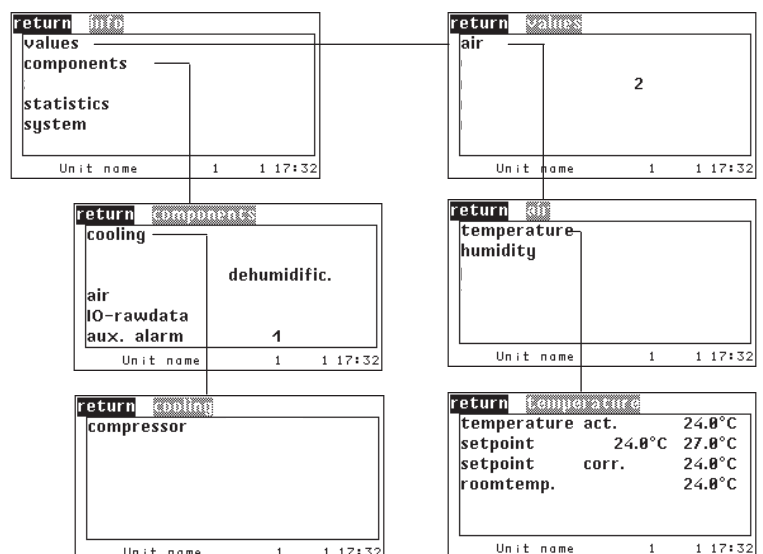 return info
values
components
statistics
system
Unit name 1 1 17:32
return values
air
2
Unit name 1 1 17:32
return components
cooling
dehumidific.
air
IO-rawdata
aux. alarm 1
Unit name 1 1 17:32
return air
temperature
humidity
Unit name 1 1 17:32
return cooling
compressor
Unit name 1 1 17:32
return temperature
temperature act. 24.0°C
setpoint 24.0°C 27.0°C
setpoint corr. 24.0°C
roomtemp. 24.0°C
Unit name 1 1 17:32